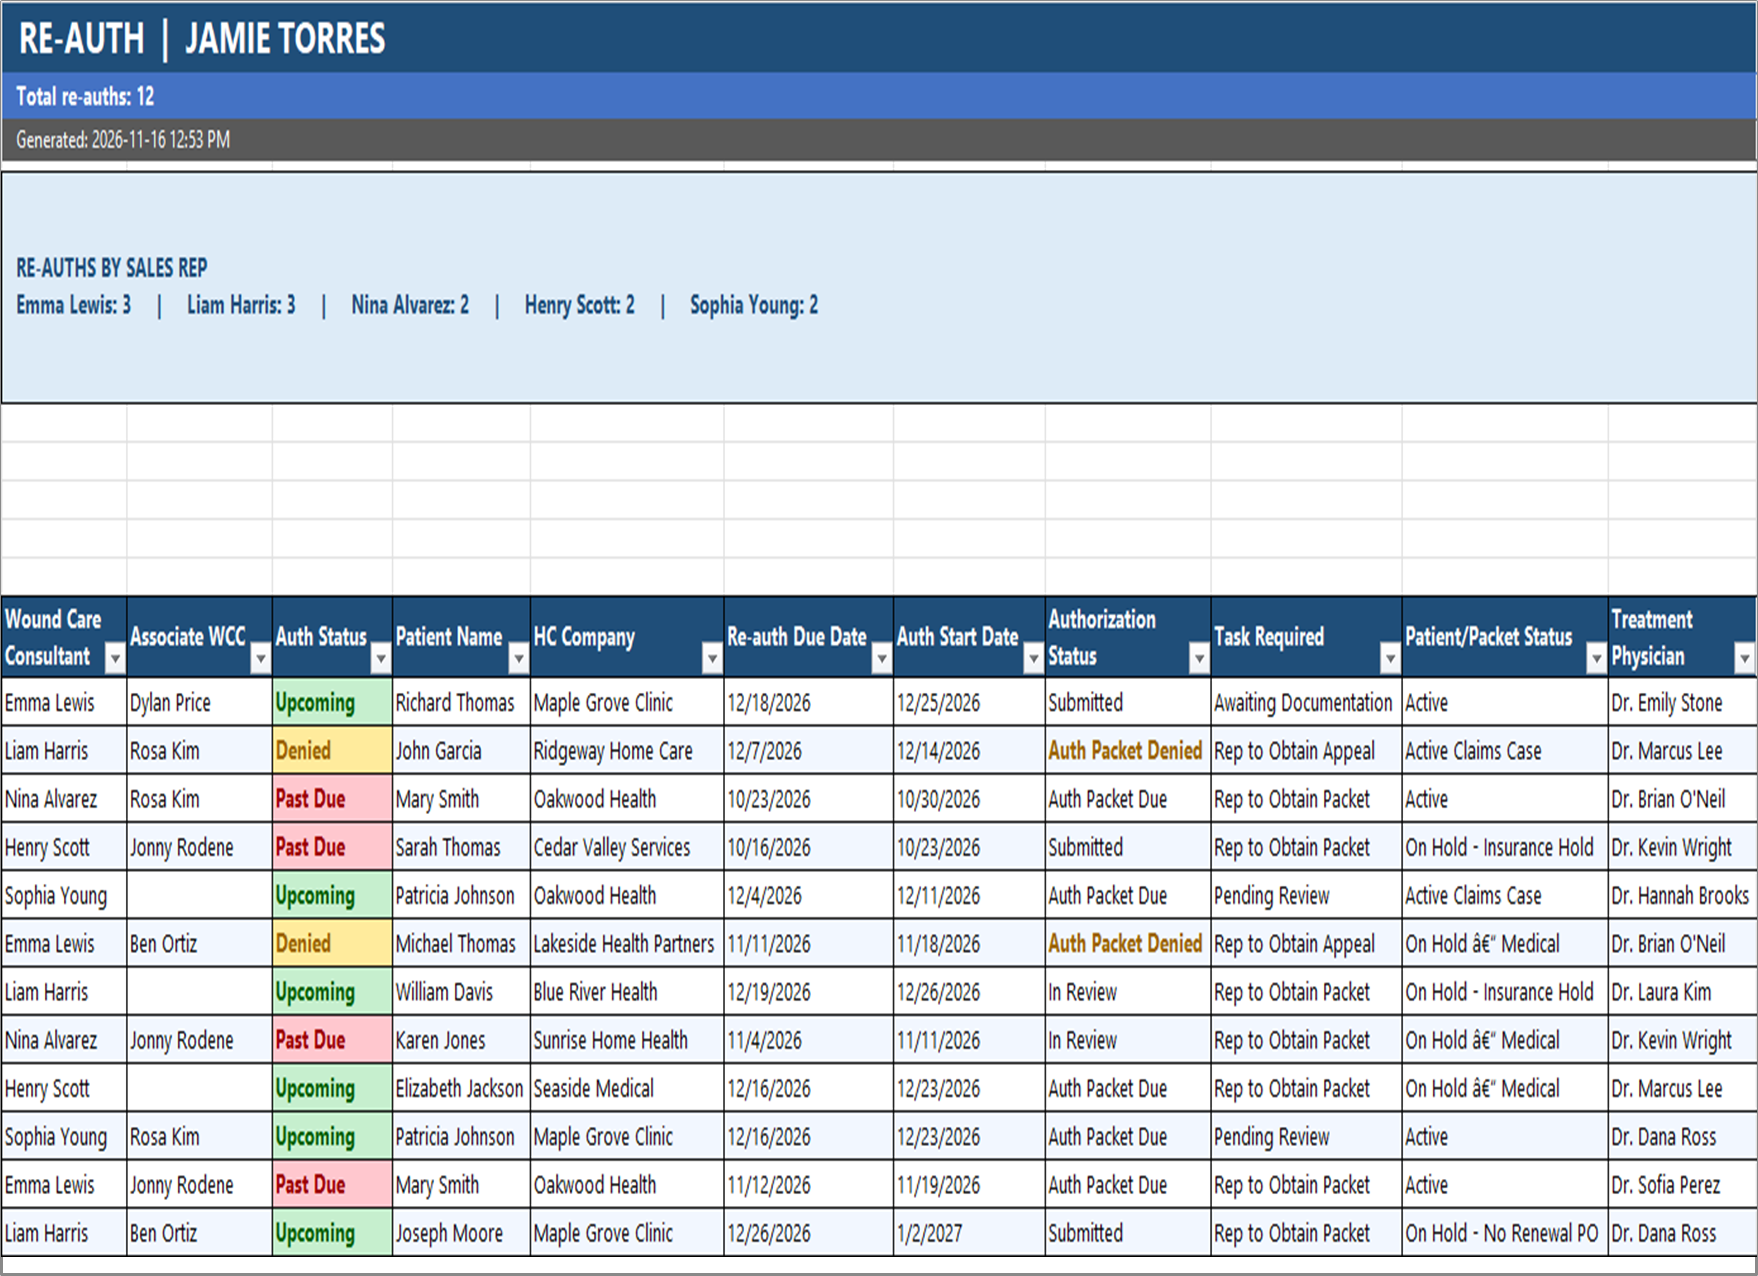 RE-AUTH | JAMIE TORRES
Total re-auths: 12
Generated: 2026-11-16 12:53 PM
RE-AUTHS BY SALES REP
Emma Lewis: 3 | Liam Harris: 3 | Nina Alvarez: 2 | Henry Scott: 2 | Sophia Young: 2
Wound Care Consultant Associate WCC Auth Status Patient Name HC Company Re-auth Due Date Auth Start Date Authorization Status Task Required Patient/Packet Status Treatment Physician
Emma Lewis Dylan Price Upcoming Richard Thomas Maple Grove Clinic 12/18/2026 12/25/2026 Submitted Awaiting Documentation Active Dr. Emily Stone
Liam Harris Rosa Kim Denied John Garcia Ridgeway Home Care 12/7/2026 12/14/2026 Auth Packet Denied Rep to Obtain Appeal Active Claims Case Dr. Marcus Lee
Nina Alvarez Rosa Kim Past Due Mary Smith Oakwood Health 10/23/2026 10/30/2026 Auth Packet Due Rep to Obtain Packet Active Dr. Brian O'Neil
Henry Scott Jonny Rodene Past Due Sarah Thomas Cedar Valley Services 10/16/2026 10/23/2026 Submitted Rep to Obtain Packet On Hold - Insurance Hold Dr. Kevin Wright
Sophia Young Upcoming Patricia Johnson Oakwood Health 12/4/2026 12/11/2026 Auth Packet Due Pending Review Active Claims Case Dr. Hannah Brooks
Emma Lewis Ben Ortiz Denied Michael Thomas Lakeside Health Partners 11/11/2026 11/18/2026 Auth Packet Denied Rep to Obtain Appeal On Hold â€“ Medical Dr. Brian O'Neil
Liam Harris Upcoming William Davis Blue River Health 12/19/2026 12/26/2026 In Review Rep to Obtain Packet On Hold - Insurance Hold Dr. Laura Kim
Nina Alvarez Jonny Rodene Past Due Karen Jones Sunrise Home Health 11/4/2026 11/11/2026 In Review Rep to Obtain Packet On Hold â€“ Medical Dr. Kevin Wright
Henry Scott Upcoming Elizabeth Jackson Seaside Medical 12/16/2026 12/23/2026 Auth Packet Due Rep to Obtain Packet On Hold â€“ Medical Dr. Marcus Lee
Sophia Young Rosa Kim Upcoming Patricia Johnson Maple Grove Clinic 12/16/2026 12/23/2026 Auth Packet Due Pending Review Active Dr. Dana Ross
Emma Lewis Jonny Rodene Past Due Mary Smith Oakwood Health 11/12/2026 11/19/2026 Auth Packet Due Rep to Obtain Packet Active Dr. Sofia Perez
Liam Harris Ben Ortiz Upcoming Joseph Moore Maple Grove Clinic 12/26/2026 1/2/2027 Submitted Rep to Obtain Packet On Hold - No Renewal PO Dr. Dana Ross